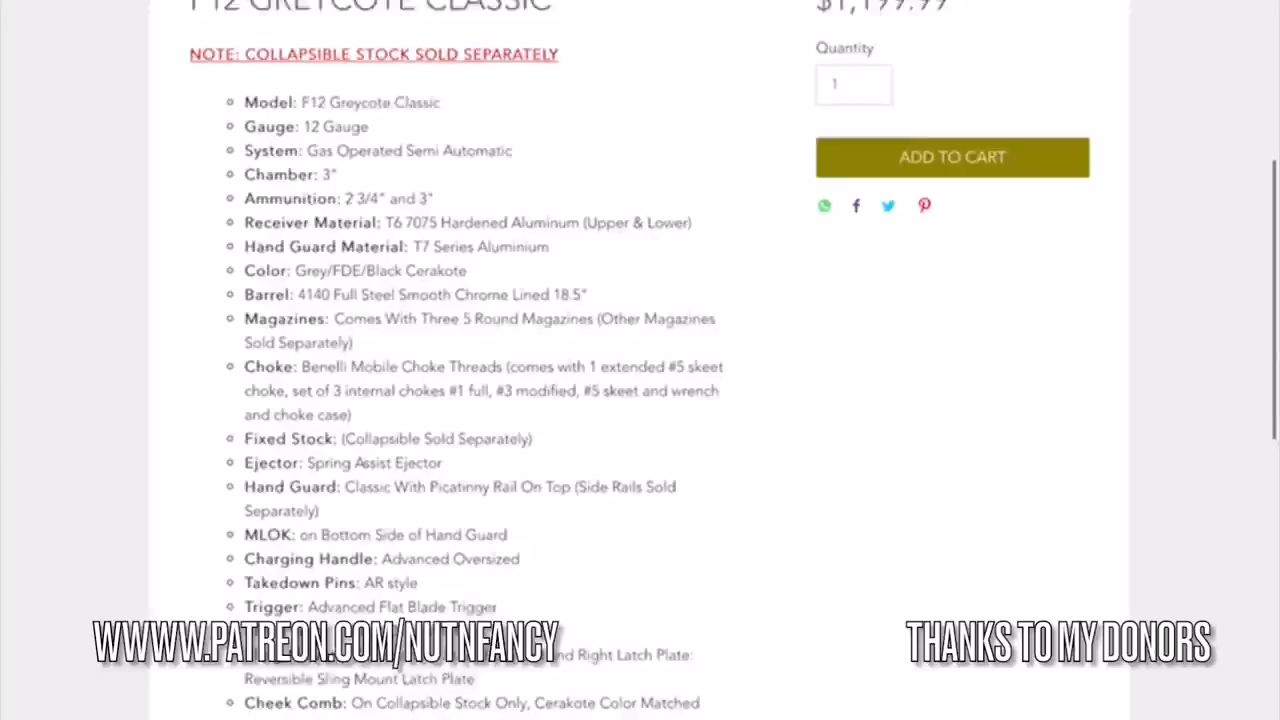 F12 GREYCOTE CLASSIC
$1,199.99
NOTE: COLLAPSIBLE STOCK SOLD SEPARATELY
Quantity
1
ADD TO CART
Model: F12 Greycote Classic
Gauge: 12 Gauge
System: Gas Operated Semi Automatic
Chamber: 3"
Ammunition: 2 3/4" and 3"
Receiver Material: T6 7075 Hardened Aluminum (Upper & Lower)
Hand Guard Material: T7 Series Aluminium
Color: Grey/FDE/Black Cerakote
Barrel: 4140 Full Steel Smooth Chrome Lined 18.5"
Magazines: Comes With Three 5 Round Magazines (Other Magazines
Sold Separately)
Choke: Benelli Mobile Choke Threads (comes with 1 extended #5 skeet
choke, set of 3 internal chokes #1 full, #3 modified, #5 skeet and wrench
and choke case)
Fixed Stock: (Collapsible Sold Separately)
Ejector: Spring Assist Ejector
Hand Guard: Classic With Picatinny Rail On Top (Side Rails Sold
Separately)
MLOK: on Bottom Side of Hand Guard
Charging Handle: Advanced Oversized
Takedown Pins: AR style
Trigger: Advanced Flat Blade Trigger
nd Right Latch Plate:
Reversible Sling Mount Latch Plate
Cheek Comb: On Collapsible Stock Only, Cerakote Color Matched
WWWW.PATREON.COM/NUTNFANCY
THANKS TO MY DONORS